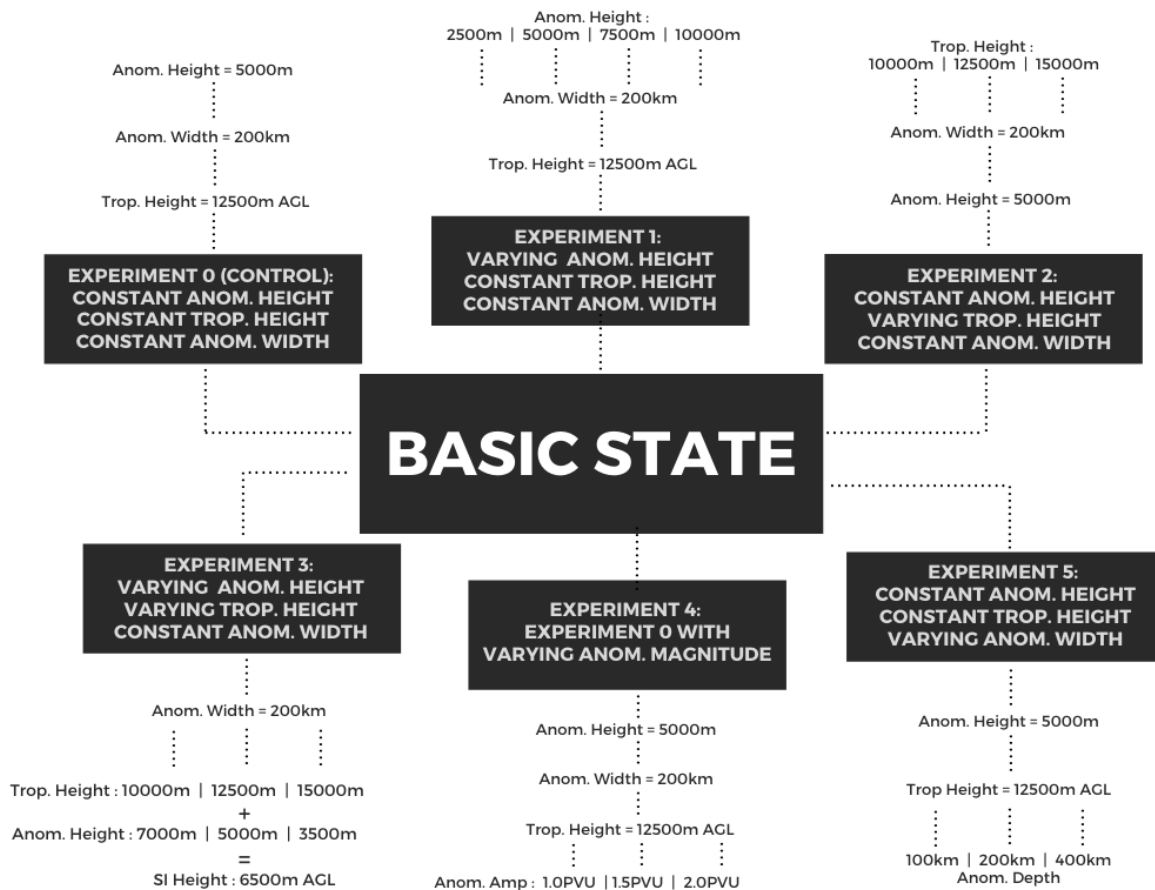 Anom. Height = 5000m
Anom. Width = 200km
Trop. Height = 12500m AGL
EXPERIMENT 0 (CONTROL):
CONSTANT ANOM. HEIGHT
CONSTANT TROP. HEIGHT
CONSTANT ANOM. WIDTH
Anom. Height :
2500m | 5000m | 7500m | 10000m
Anom. Width = 200km
Trop. Height = 12500m AGL
EXPERIMENT 1:
VARYING ANOM. HEIGHT
CONSTANT TROP. HEIGHT
CONSTANT ANOM. WIDTH
Trop. Height :
10000m | 12500m | 15000m
Anom. Width = 200km
Anom. Height = 5000m
EXPERIMENT 2:
CONSTANT ANOM. HEIGHT
VARYING TROP. HEIGHT
CONSTANT ANOM. WIDTH
BASIC STATE
EXPERIMENT 3:
VARYING ANOM. HEIGHT
VARYING TROP. HEIGHT
CONSTANT ANOM. WIDTH
Anom. Width = 200km
Trop. Height : 10000m | 12500m | 15000m
+
Anom. Height : 7000m | 5000m | 3500m
=
SI Height : 6500m AGL
EXPERIMENT 4:
EXPERIMENT 0 WITH
VARYING ANOM. MAGNITUDE
Anom. Height = 5000m
Anom. Width = 200km
Trop. Height = 12500m AGL
Anom. Amp : 1.0PVU | 1.5PVU | 2.0PVU
EXPERIMENT 5:
CONSTANT ANOM. HEIGHT
CONSTANT TROP. HEIGHT
VARYING ANOM. WIDTH
Anom. Height = 5000m
Trop Height = 12500m AGL
100km | 200km | 400km
Anom. Depth